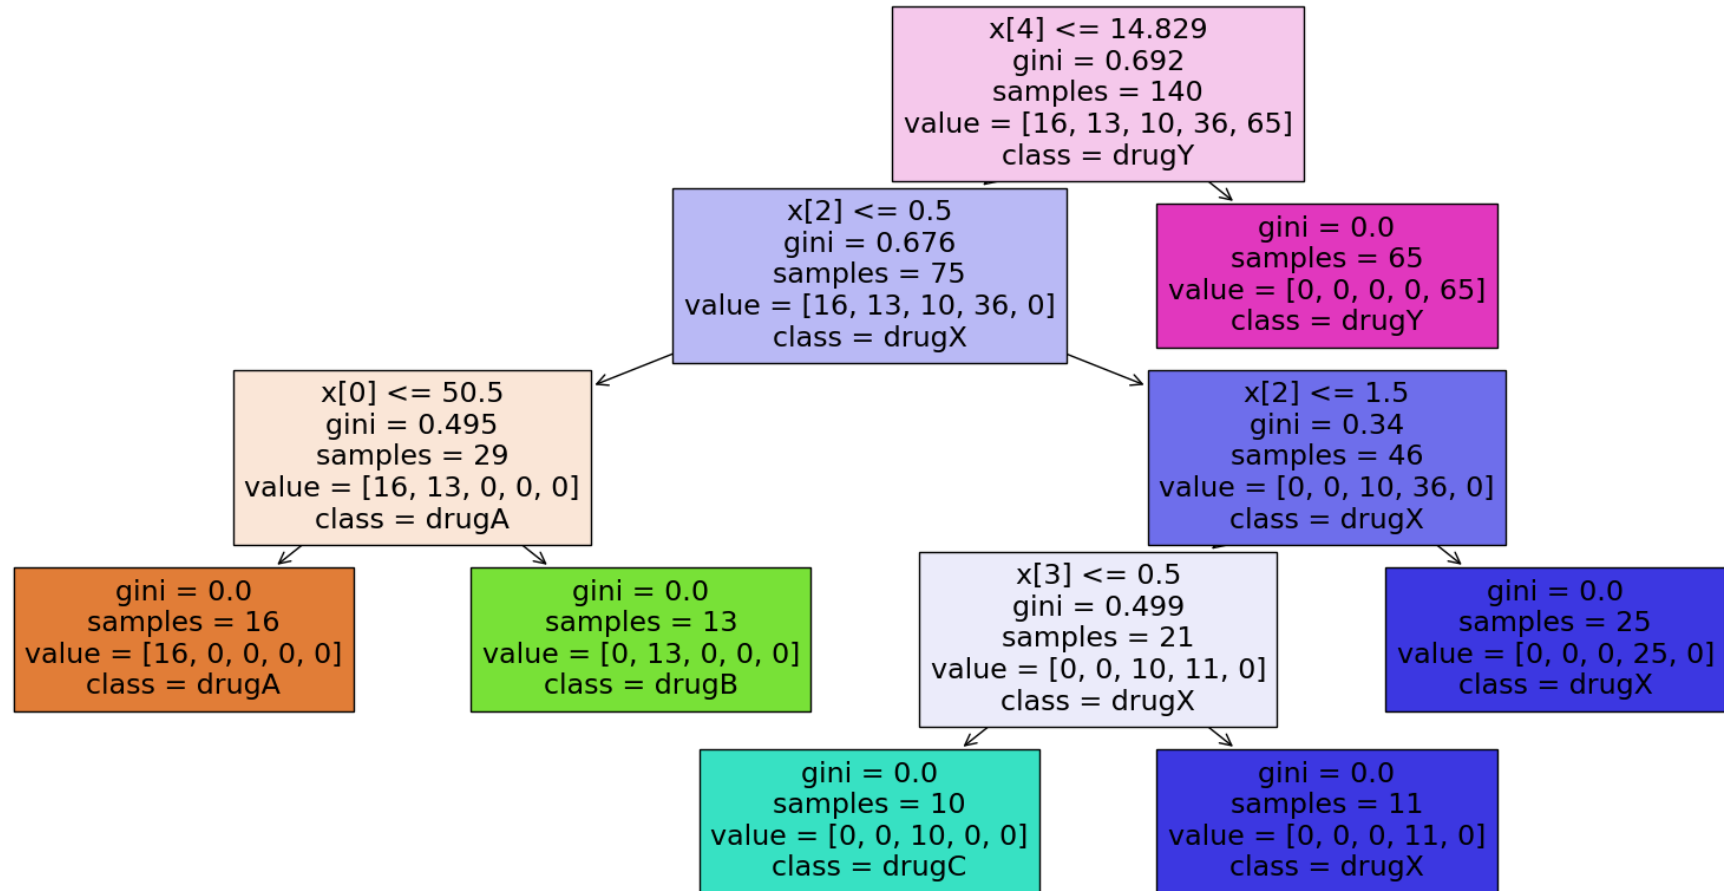 x[4] <= 14.829
gini = 0.692
samples = 140
value = [16, 13, 10, 36, 65]
class = drugY
x[2] <= 0.5
gini = 0.676
samples = 75
value = [16, 13, 10, 36, 0]
class = drugX
gini = 0.0
samples = 65
value = [0, 0, 0, 0, 65]
class = drugY
x[0] <= 50.5
gini = 0.495
samples = 29
value = [16, 13, 0, 0, 0]
class = drugA
x[2] <= 1.5
gini = 0.34
samples = 46
value = [0, 0, 10, 36, 0]
class = drugX
gini = 0.0
samples = 16
value = [16, 0, 0, 0, 0]
class = drugA
gini = 0.0
samples = 13
value = [0, 13, 0, 0, 0]
class = drugB
x[3] <= 0.5
gini = 0.499
samples = 21
value = [0, 0, 10, 11, 0]
class = drugX
gini = 0.0
samples = 25
value = [0, 0, 0, 25, 0]
class = drugX
gini = 0.0
samples = 10
value = [0, 0, 10, 0, 0]
class = drugC
gini = 0.0
samples = 11
value = [0, 0, 0, 11, 0]
class = drugX